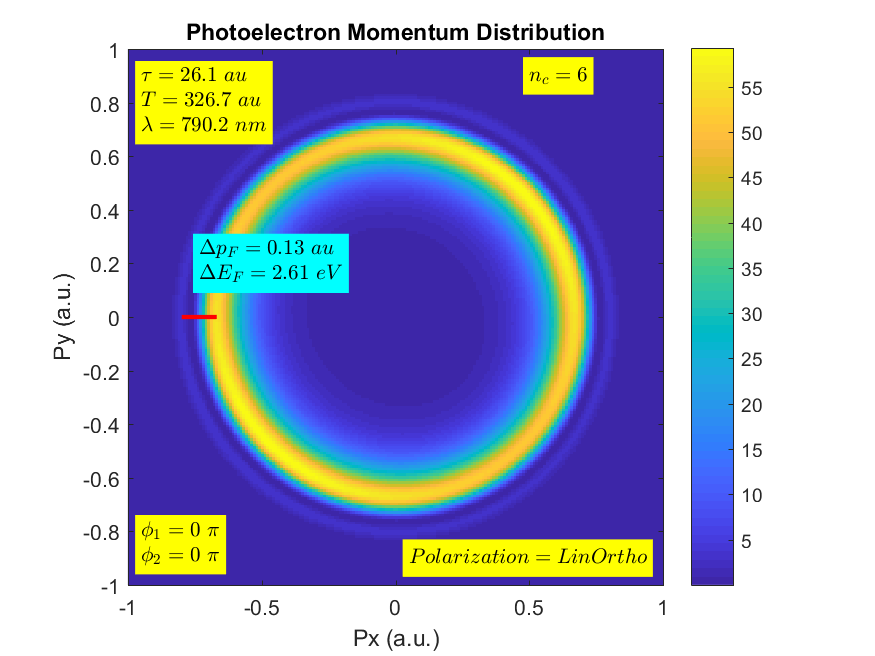 Photoelectron Momentum Distribution
τ = 26.1 au
T = 326.7 au
λ = 790.2 nm
n_c = 6
Δp_F = 0.13 au
ΔE_F = 2.61 eV
ϕ_1 = 0 π
ϕ_2 = 0 π
Polarization = LinOrtho
1
0.8
0.6
0.4
0.2
0
-0.2
-0.4
-0.6
-0.8
-1
Py (a.u.)
-1
-0.5
0
0.5
1
Px (a.u.)
55
50
45
40
35
30
25
20
15
10
5